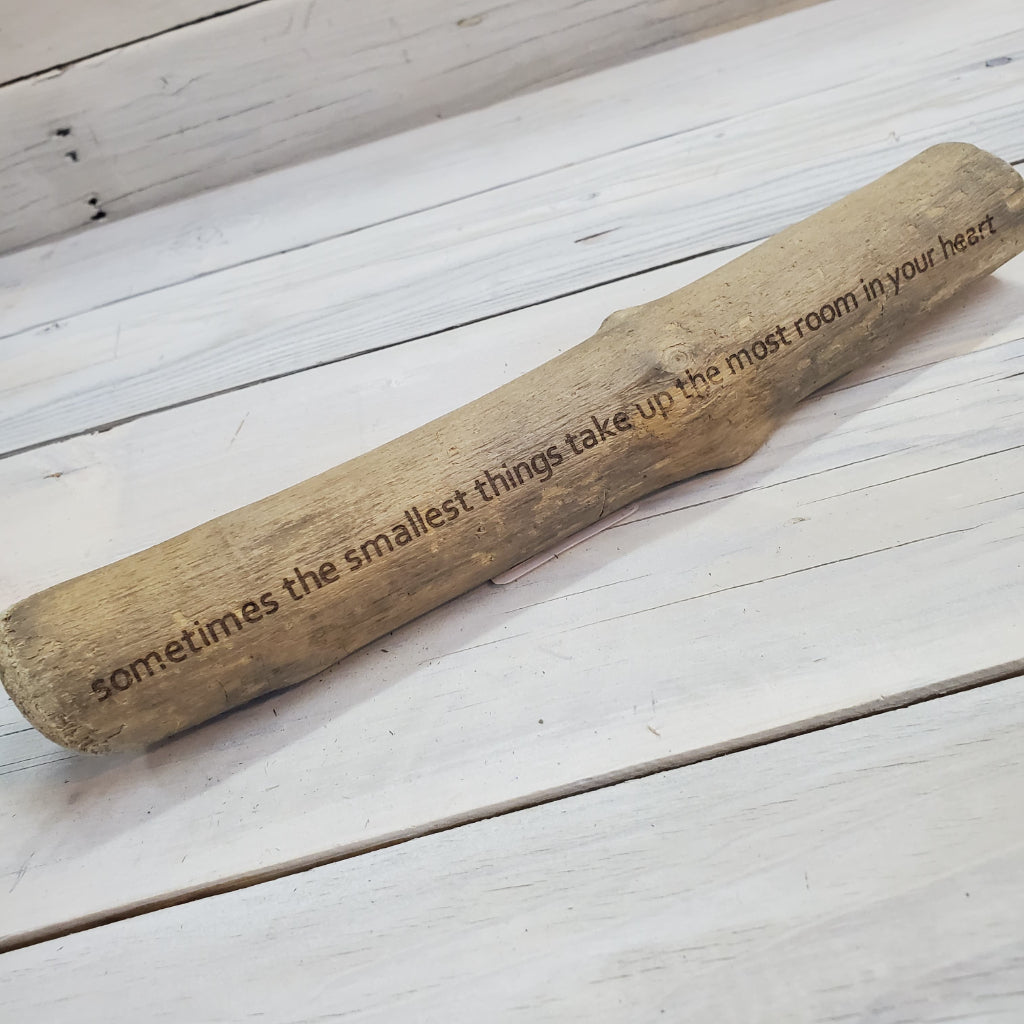 sometimes the smallest things take up the most room in your heart